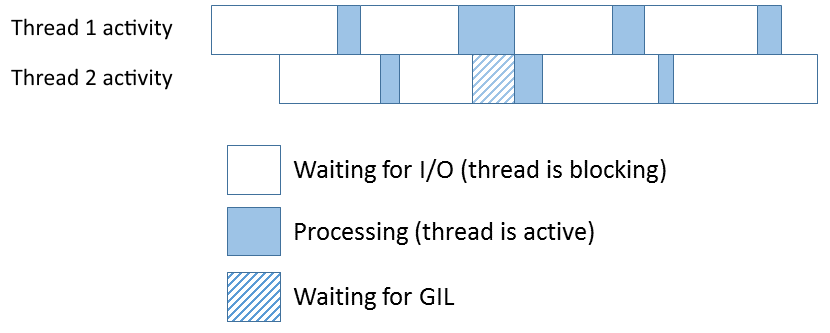 Thread 1 activity
Thread 2 activity
Waiting for I/O (thread is blocking)
Processing (thread is active)
Waiting for GIL